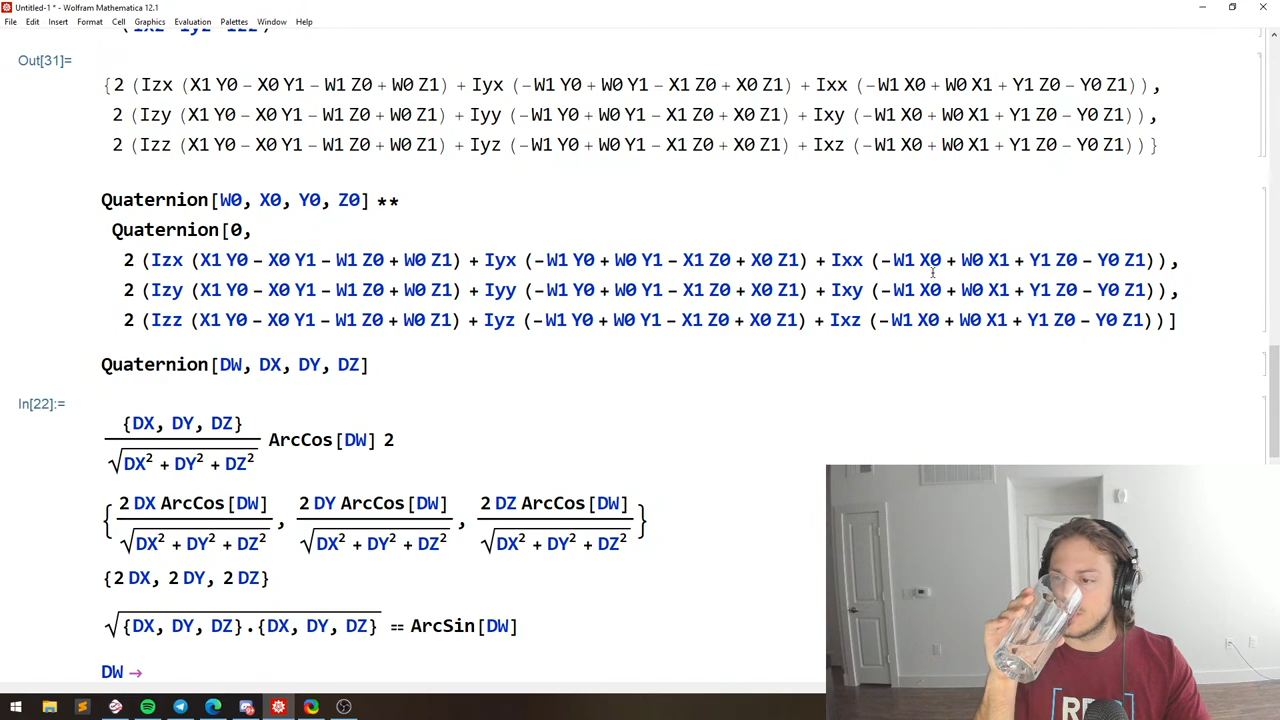 Untitled-1 * - Wolfram Mathematica 12.1
File Edit Insert Format Cell Graphics Evaluation Palettes Window Help
Out[31]=
{2 (Izx (X1 Y0 - X0 Y1 - W1 Z0 + W0 Z1) + Iyx (-W1 Y0 + W0 Y1 - X1 Z0 + X0 Z1) + Ixx (-W1 X0 + W0 X1 + Y1 Z0 - Y0 Z1)),
2 (Izy (X1 Y0 - X0 Y1 - W1 Z0 + W0 Z1) + Iyy (-W1 Y0 + W0 Y1 - X1 Z0 + X0 Z1) + Ixy (-W1 X0 + W0 X1 + Y1 Z0 - Y0 Z1)),
2 (Izz (X1 Y0 - X0 Y1 - W1 Z0 + W0 Z1) + Iyz (-W1 Y0 + W0 Y1 - X1 Z0 + X0 Z1) + Ixz (-W1 X0 + W0 X1 + Y1 Z0 - Y0 Z1))}
Quaternion[W0, X0, Y0, Z0] **
Quaternion[0,
2 (Izx (X1 Y0 - X0 Y1 - W1 Z0 + W0 Z1) + Iyx (-W1 Y0 + W0 Y1 - X1 Z0 + X0 Z1) + Ixx (-W1 X0 + W0 X1 + Y1 Z0 - Y0 Z1)),
2 (Izy (X1 Y0 - X0 Y1 - W1 Z0 + W0 Z1) + Iyy (-W1 Y0 + W0 Y1 - X1 Z0 + X0 Z1) + Ixy (-W1 X0 + W0 X1 + Y1 Z0 - Y0 Z1)),
2 (Izz (X1 Y0 - X0 Y1 - W1 Z0 + W0 Z1) + Iyz (-W1 Y0 + W0 Y1 - X1 Z0 + X0 Z1) + Ixz (-W1 X0 + W0 X1 + Y1 Z0 - Y0 Z1))]
Quaternion[DW, DX, DY, DZ]
In[22]:=
{DX, DY, DZ}
ArcCos[DW] 2
√DX² + DY² + DZ²
{ 2 DX ArcCos[DW] , 2 DY ArcCos[DW] , 2 DZ ArcCos[DW] }
√DX² + DY² + DZ² √DX² + DY² + DZ² √DX² + DY² + DZ²
{2 DX, 2 DY, 2 DZ}
√{DX, DY, DZ}.{DX, DY, DZ} == ArcSin[DW]
DW →